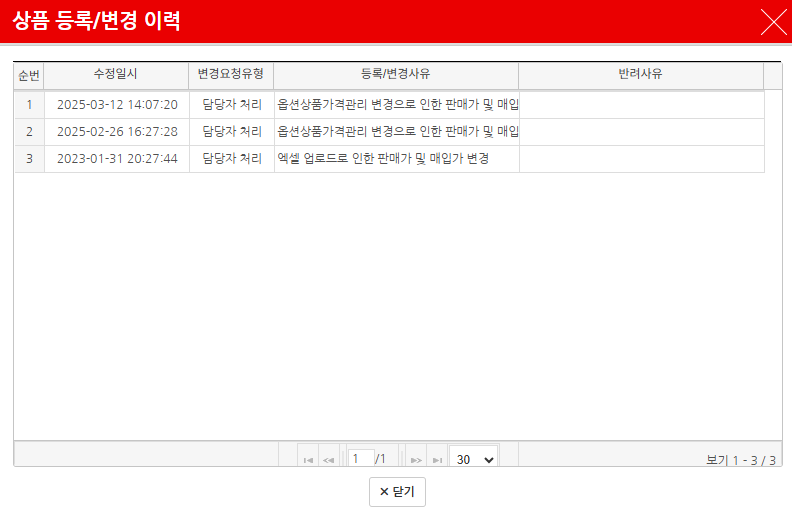 상품 등록/변경 이력
순번 수정일시 변경요청유형 등록/변경사유 반려사유
1 2025-03-12 14:07:20 담당자 처리 옵션상품가격관리 변경으로 인한 판매가 및 매입
2 2025-02-26 16:27:28 담당자 처리 옵션상품가격관리 변경으로 인한 판매가 및 매입
3 2023-01-31 20:27:44 담당자 처리 엑셀 업로드로 인한 판매가 및 매입가 변경
1 /1 30 보기 1 - 3 / 3
× 닫기